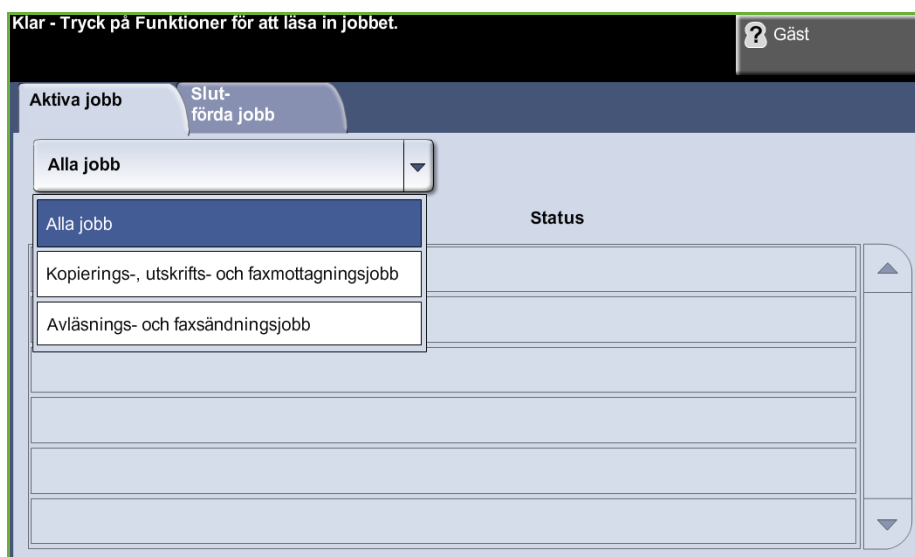 Klar - Tryck på Funktioner för att läsa in jobbet.
? Gäst
Aktiva jobb
Slut-
förda jobb
Alla jobb
Alla jobb
Status
Kopierings-, utskrifts- och faxmottagningsjobb
Avläsnings- och faxsändningsjobb